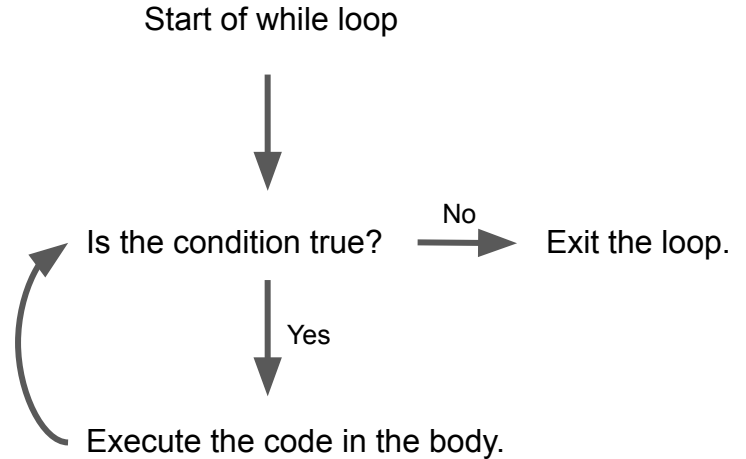 Start of while loop
No
Is the condition true?
Exit the loop.
Yes
Execute the code in the body.